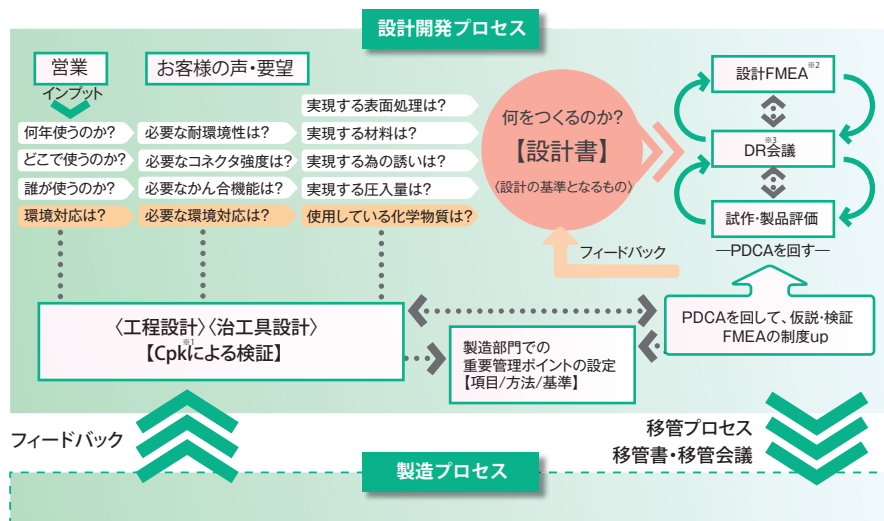 設計開発プロセス
営業
インプット
お客様の声・要望
何年使うのか?
どこで使うのか?
誰が使うのか?
環境対応は?
必要な耐環境性は?
必要なコネクタ強度は?
必要なかん合機能は?
必要な環境対応は?
実現する表面処理は?
実現する材料は?
実現する為の誘いは?
実現する圧入量は?
使用している化学物質は?
何をつくるのか?
【設計書】
〈設計の基準となるもの〉
設計FMEA※2
※3
DR会議
試作・製品評価
―PDCAを回す―
フィードバック
〈工程設計〉〈治工具設計〉
※1
【Cpkによる検証】
製造部門での
重要管理ポイントの設定
【項目/方法/基準】
PDCAを回して、仮説・検証
FMEAの制度up
フィードバック
移管プロセス
移管書・移管会議
製造プロセス